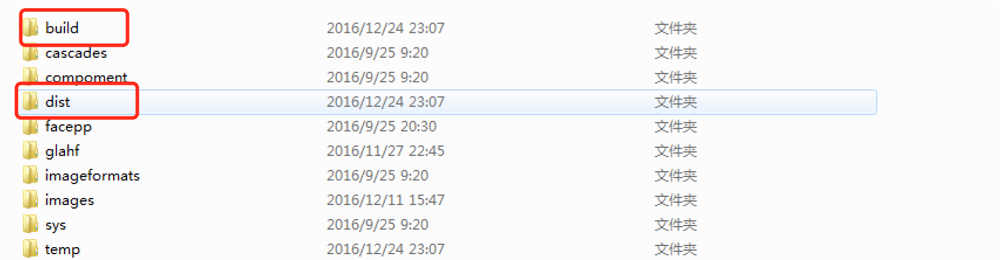 build 2016/12/24 23:07 文件夹
cascades 2016/9/25 9:20 文件夹
compoment 2016/9/25 9:20 文件夹
dist 2016/12/24 23:07 文件夹
facepp 2016/9/25 20:30 文件夹
glahf 2016/11/27 22:45 文件夹
imageformats 2016/9/25 9:20 文件夹
images 2016/12/11 15:47 文件夹
sys 2016/9/25 9:20 文件夹
temp 2016/12/24 23:07 文件夹